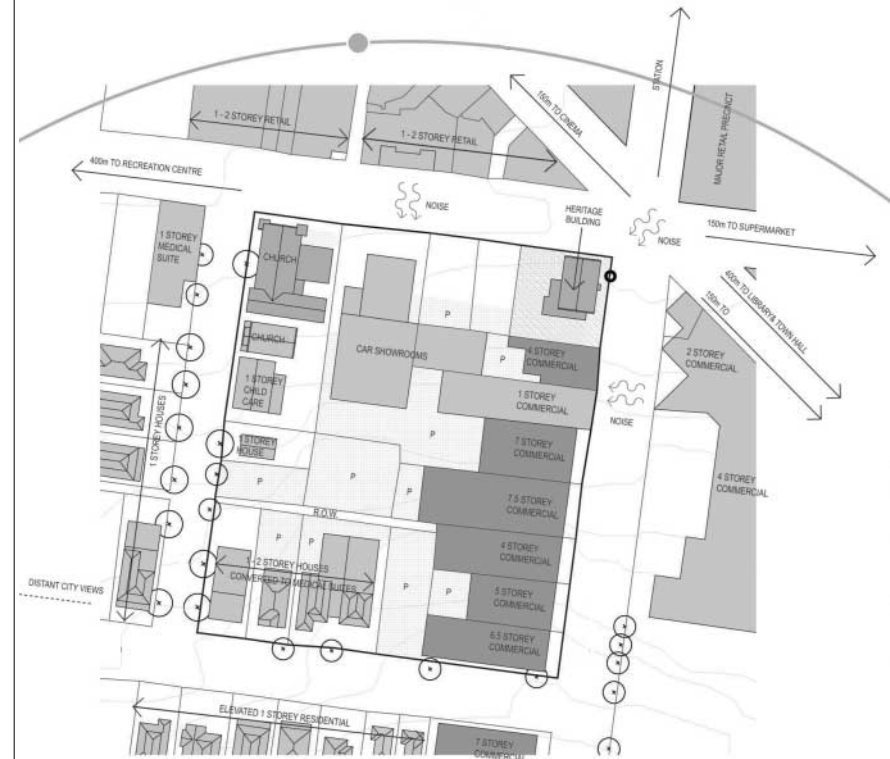 STATION
150m TO CINEMA
MAJOR RETAIL PRECINCT
1 - 2 STOREY RETAIL
1 - 2 STOREY RETAIL
400m TO RECREATION CENTRE
NOISE
HERITAGE
BUILDING
NOISE
150m TO SUPERMARKET
1 STOREY
MEDICAL
SUITE
CHURCH
400m TO LIBRARY& TOWN HALL
150m TO
P
CHURCH
CAR SHOWROOMS
P
4 STOREY
COMMERCIAL
2 STOREY
COMMERCIAL
1 STOREY
CHILD
CARE
1 STOREY
COMMERCIAL
NOISE
1 STOREY HOUSES
1 STOREY
HOUSE
P
7 STOREY
COMMERCIAL
P
P
P
7.5 STOREY
COMMERCIAL
4 STOREY
COMMERCIAL
R.O.W.
P
P
4 STOREY
COMMERCIAL
1 - 2 STOREY HOUSES
CONVERTED TO MEDICAL SUITES
P
P
5 STOREY
COMMERCIAL
DISTANT CITY VIEWS
6.5 STOREY
COMMERCIAL
ELEVATED 1 STOREY RESIDENTIAL
7 STOREY
COMMERCIAL